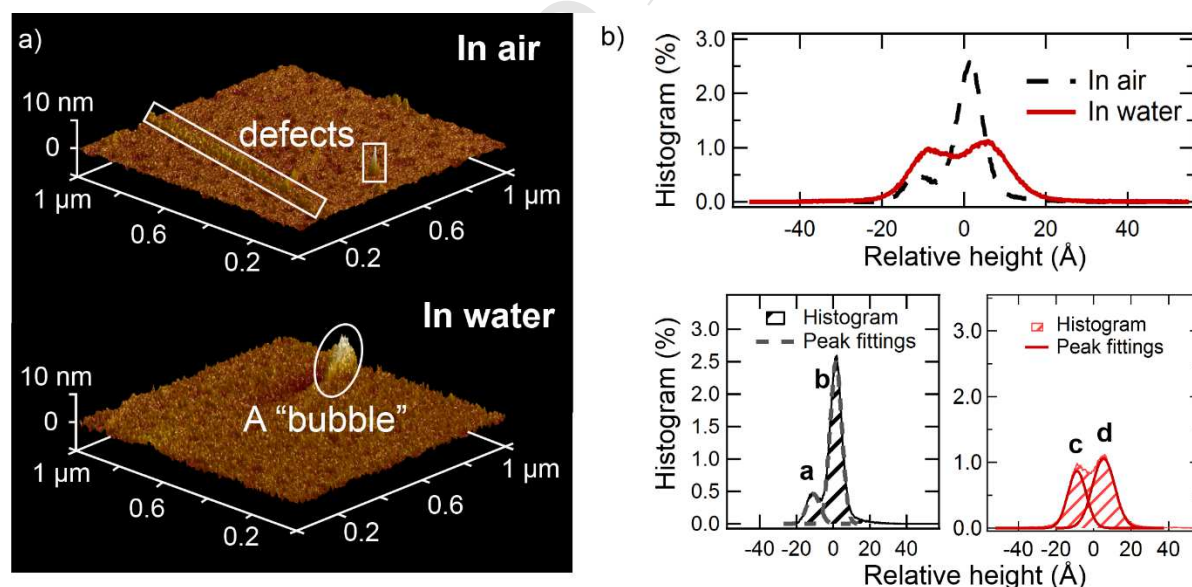 a)
In air
10 nm
0
defects
1 µm
0.6
0.2
0.2
0.6
1 µm
In water
10 nm
0
A “bubble”
1 µm
0.6
0.2
0.2
0.6
1 µm
b)
Histogram (%)
3.0
2.0
1.0
0.0
In air
In water
-40
-20
0
20
40
Relative height (Å)
Histogram (%)
3.0
2.5
2.0
1.5
1.0
0.5
0.0
Histogram
Peak fittings
a
b
-40
0
20
40
Relative height (Å)
3.0
2.0
1.0
0.0
Histogram
Peak fittings
c
d
-40
0
20
40
Relative height (Å)